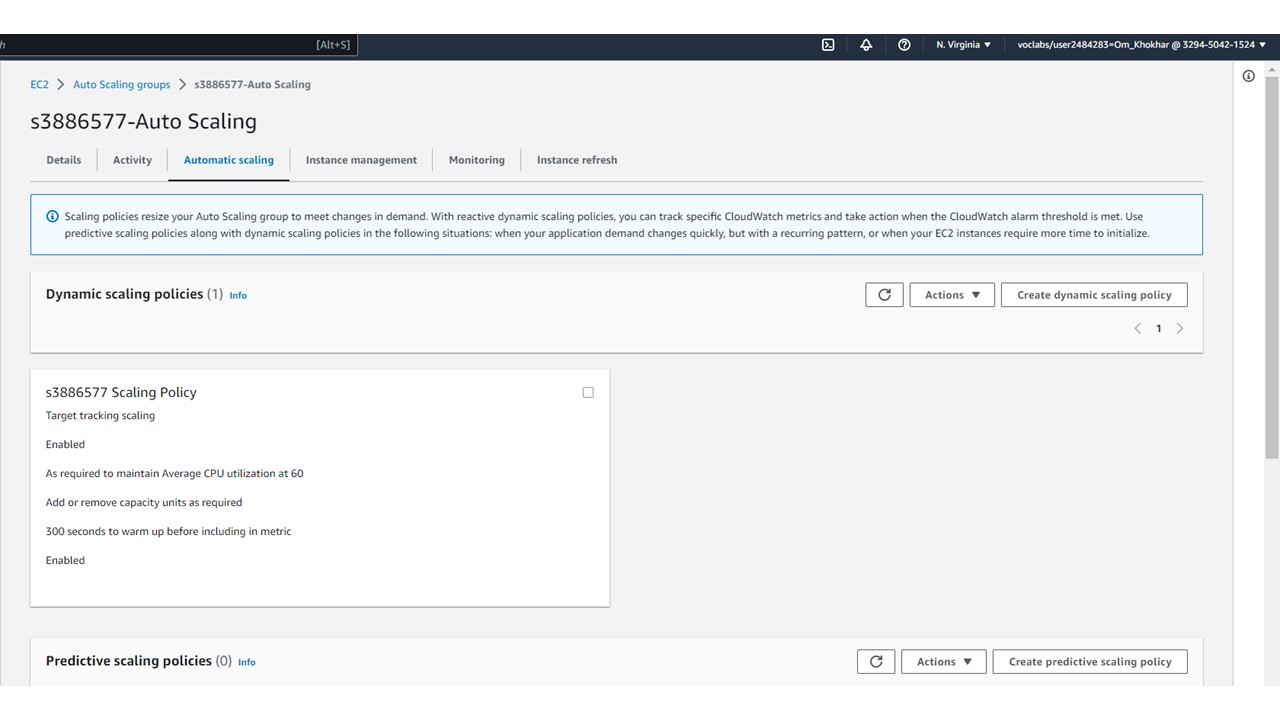 h [Alt+S] N. Virginia ▼ voclabs/user2484283=Om_Khokhar @ 3294-5042-1524 ▼
EC2 > Auto Scaling groups > s3886577-Auto Scaling
s3886577-Auto Scaling
Details Activity Automatic scaling Instance management Monitoring Instance refresh
Scaling policies resize your Auto Scaling group to meet changes in demand. With reactive dynamic scaling policies, you can track specific CloudWatch metrics and take action when the CloudWatch alarm threshold is met. Use
predictive scaling policies along with dynamic scaling policies in the following situations: when your application demand changes quickly, but with a recurring pattern, or when your EC2 instances require more time to initialize.
Dynamic scaling policies (1) Info Actions ▼ Create dynamic scaling policy
< 1 >
s3886577 Scaling Policy
Target tracking scaling
Enabled
As required to maintain Average CPU utilization at 60
Add or remove capacity units as required
300 seconds to warm up before including in metric
Enabled
Predictive scaling policies (0) Info Actions ▼ Create predictive scaling policy